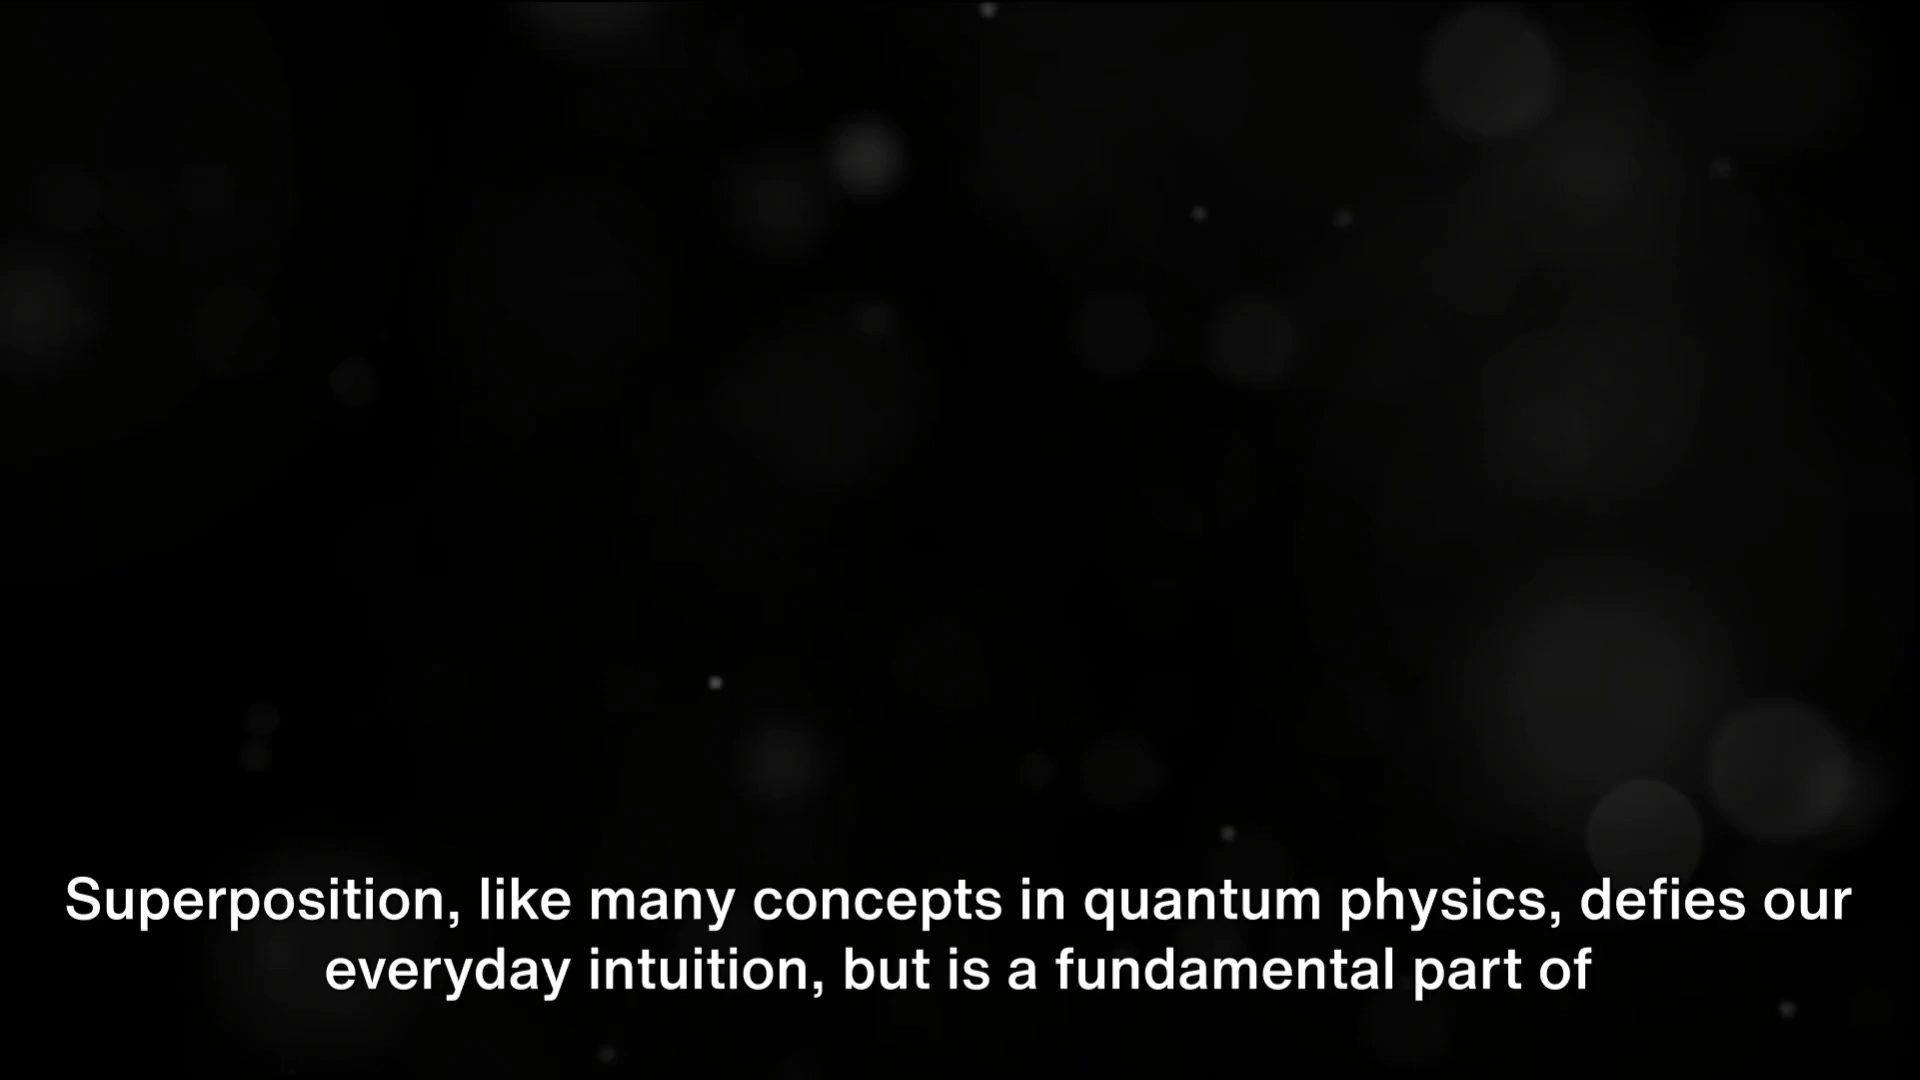 Superposition, like many concepts in quantum physics, defies our
everyday intuition, but is a fundamental part of